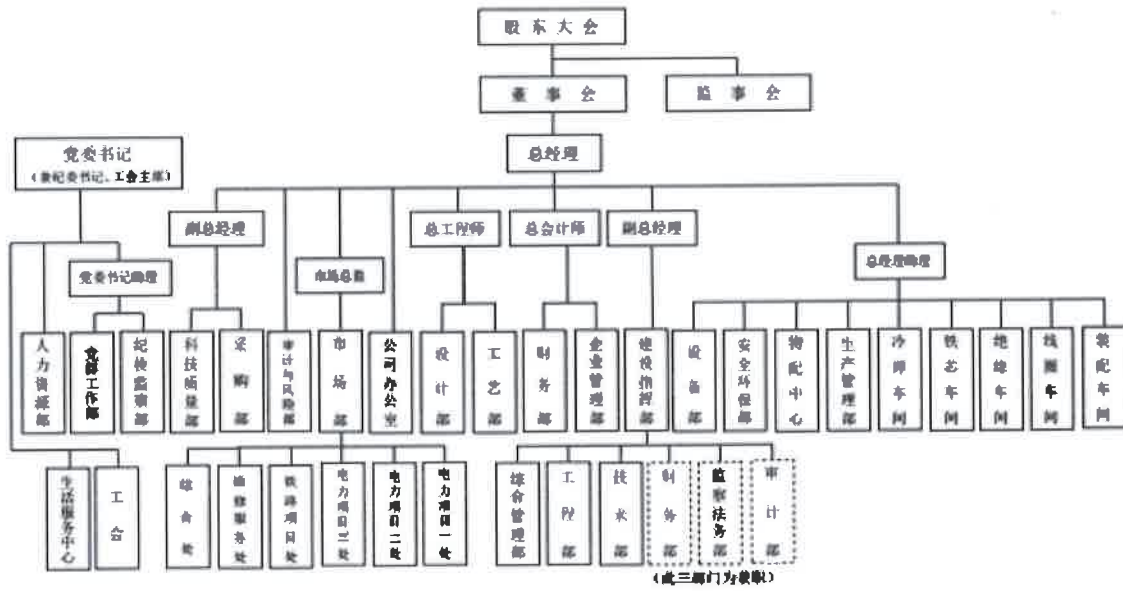 股东大会
董事会
监事会
党委书记
（兼纪委书记、工会主席）
总经理
副总经理
总工程师
总会计师
副总经理
党委书记助理
市场总监
总经理助理
人力资源部
党群工作部
纪检监察部
科技质量部
采购部
审计与风险部
市场部
公司办公室
设计部
工艺部
财务部
企业管理部
建设指挥部
设备部
安全环保部
物配中心
生产管理部
冷却车间
铁芯车间
绝缘车间
线圈车间
装配车间
生活服务中心
工会
综合处
铁路项目处
电力项目三处
电力项目二处
电力项目一处
综合管理部
工程部
技术部
财务部
监察法务部
审计部
（此三部门为兼职）